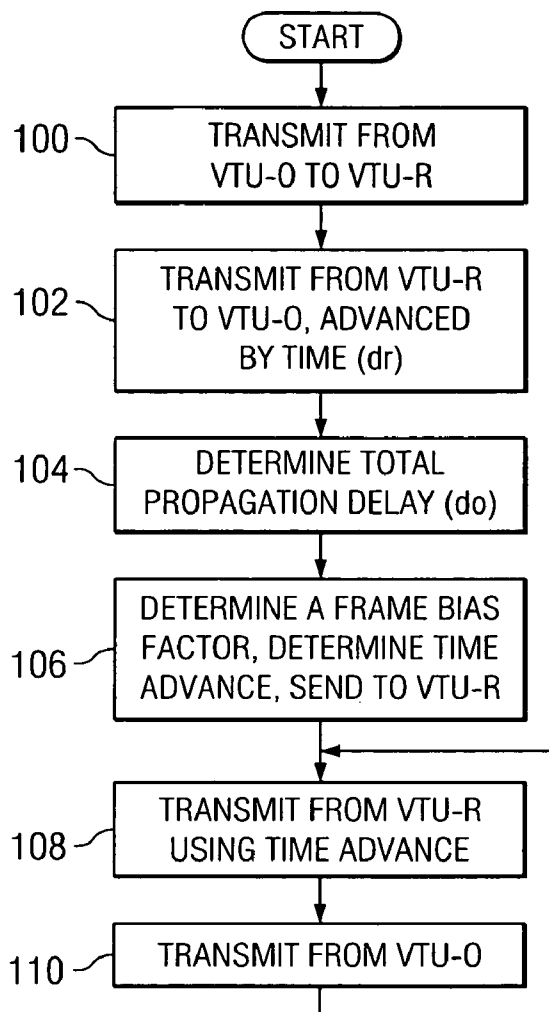 START
100
TRANSMIT FROM
VTU-O TO VTU-R
102
TRANSMIT FROM VTU-R
TO VTU-O, ADVANCED
BY TIME (dr)
104
DETERMINE TOTAL
PROPAGATION DELAY (do)
106
DETERMINE A FRAME BIAS
FACTOR, DETERMINE TIME
ADVANCE, SEND TO VTU-R
108
TRANSMIT FROM VTU-R
USING TIME ADVANCE
110
TRANSMIT FROM VTU-O